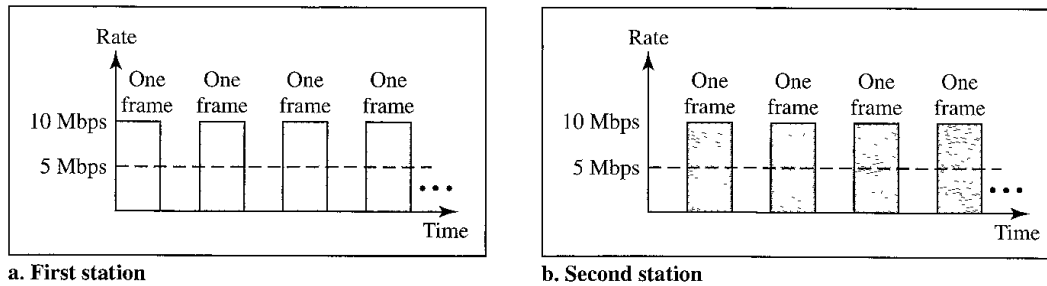 Rate
One One One One
frame frame frame frame
10 Mbps
5 Mbps
Time
a. First station
Rate
One One One One
frame frame frame frame
10 Mbps
5 Mbps
Time
b. Second station